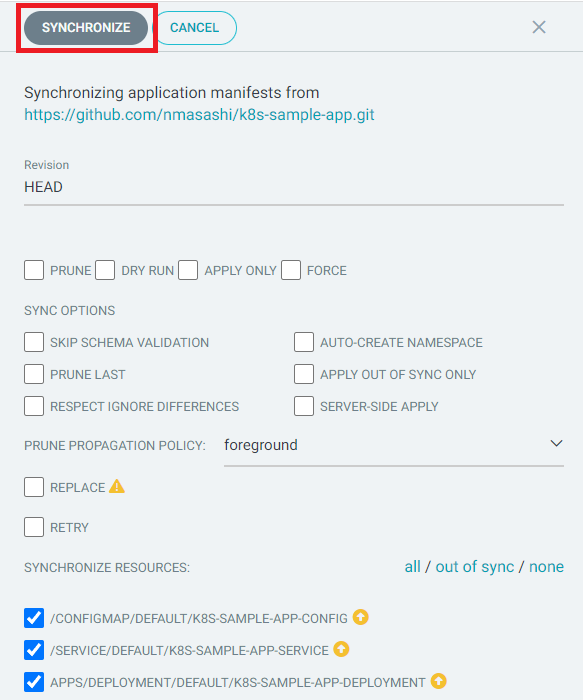 SYNCHRONIZE CANCEL
Synchronizing application manifests from
https://github.com/nmasashi/k8s-sample-app.git
Revision
HEAD
PRUNE DRY RUN APPLY ONLY FORCE
SYNC OPTIONS
SKIP SCHEMA VALIDATION AUTO-CREATE NAMESPACE
PRUNE LAST APPLY OUT OF SYNC ONLY
RESPECT IGNORE DIFFERENCES SERVER-SIDE APPLY
PRUNE PROPAGATION POLICY: foreground
REPLACE
RETRY
SYNCHRONIZE RESOURCES: all / out of sync / none
/CONFIGMAP/DEFAULT/K8S-SAMPLE-APP-CONFIG
/SERVICE/DEFAULT/K8S-SAMPLE-APP-SERVICE
APPS/DEPLOYMENT/DEFAULT/K8S-SAMPLE-APP-DEPLOYMENT